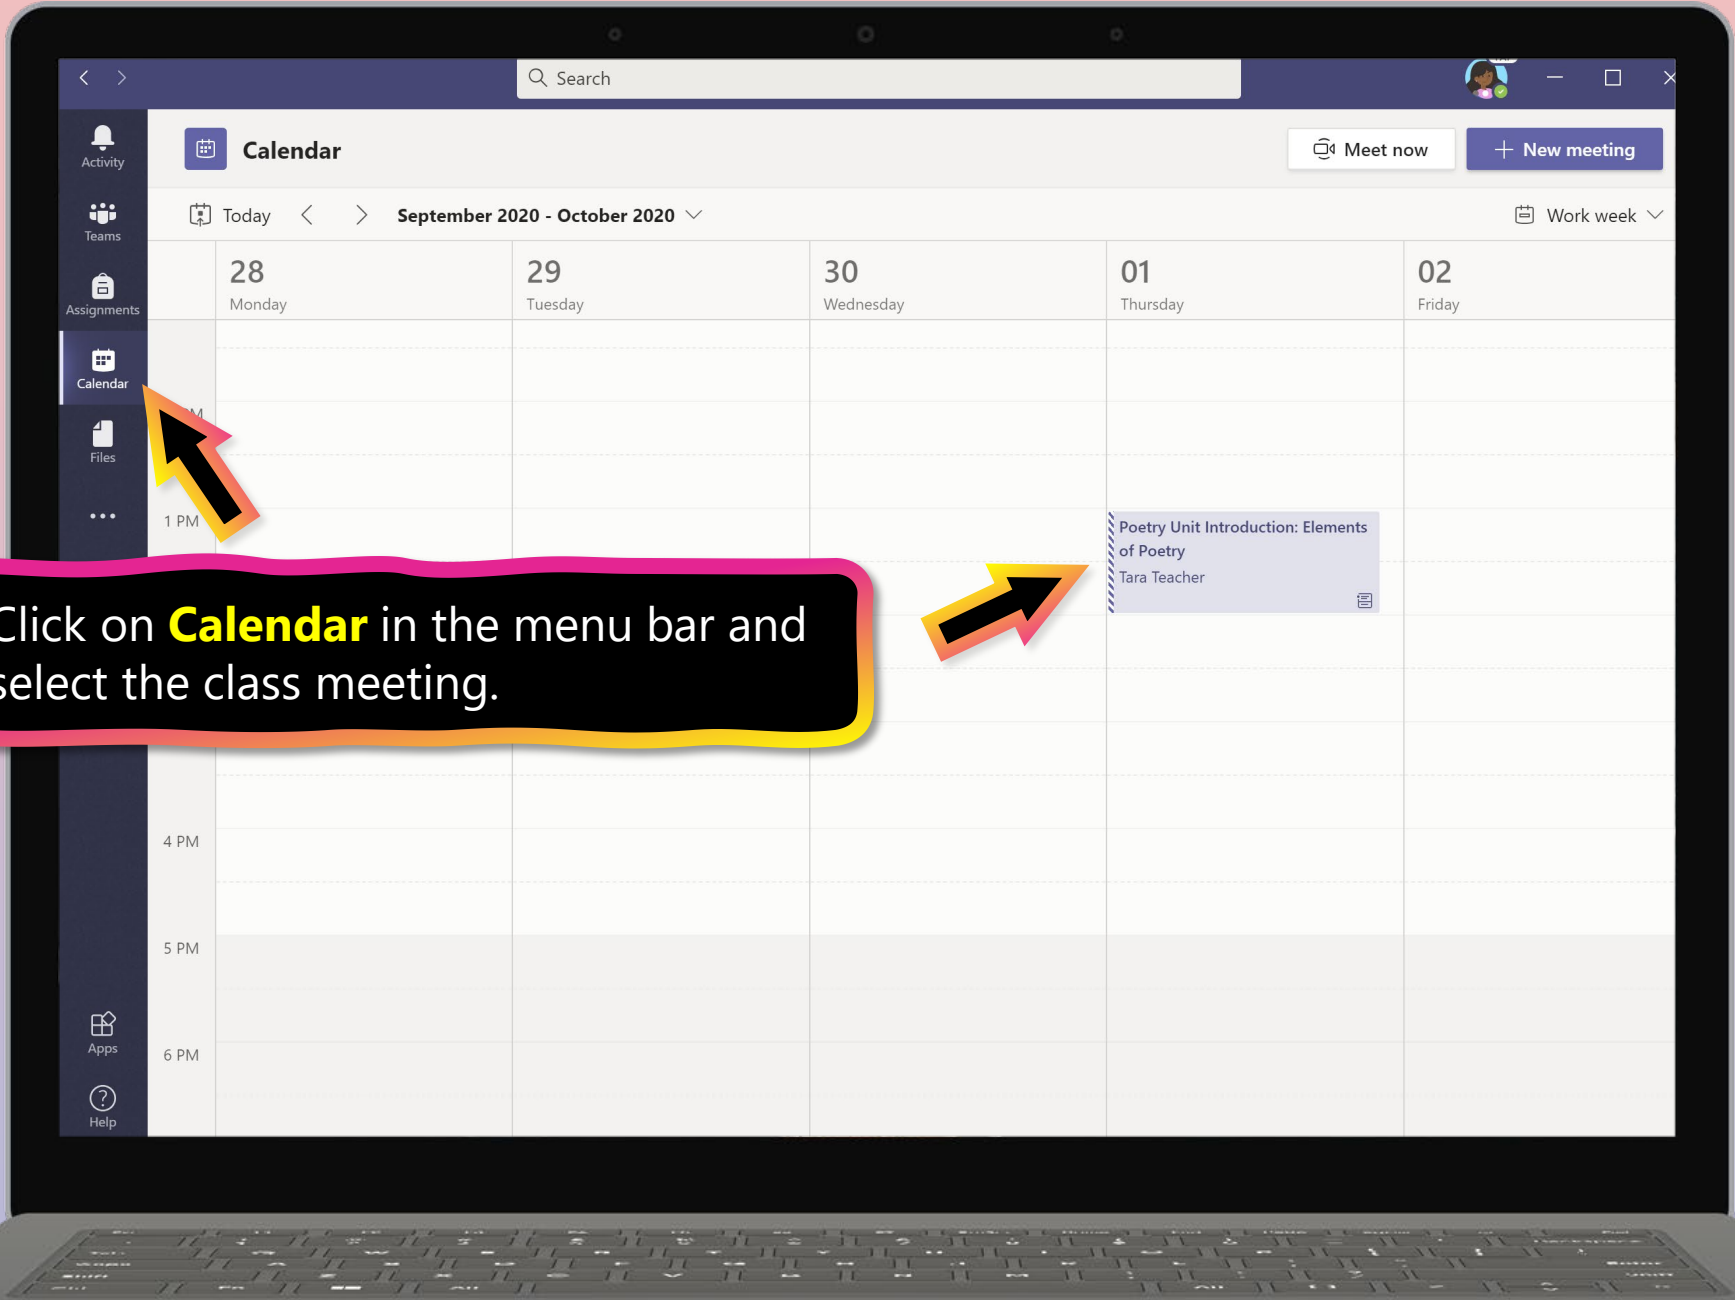 Search
Activity
Calendar
Meet now
New meeting
Teams
Today
September 2020 - October 2020
Work week
Assignments
28
29
30
01
02
Monday
Tuesday
Wednesday
Thursday
Friday
Calendar
Files
1 PM
Poetry Unit Introduction: Elements
of Poetry
Tara Teacher
Click on Calendar in the menu bar and
select the class meeting.
4 PM
5 PM
6 PM
Apps
Help